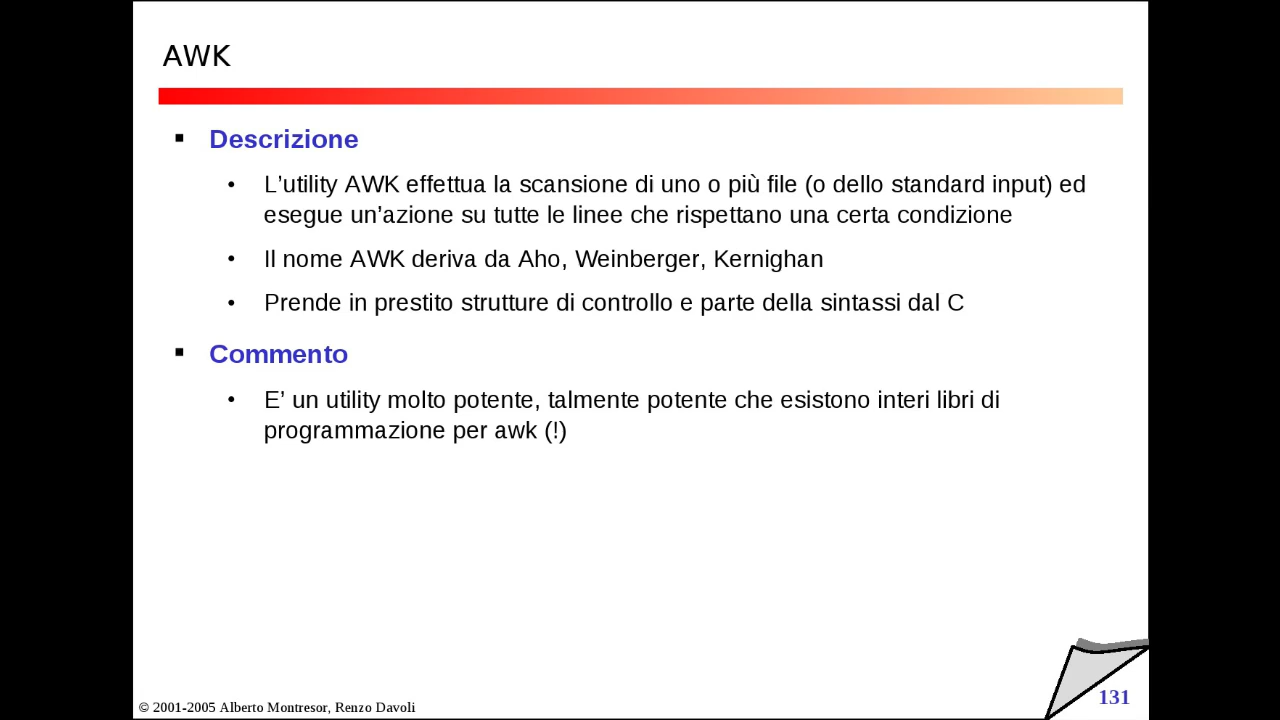 AWK
Descrizione
L’utility AWK effettua la scansione di uno o più file (o dello standard input) ed
esegue un’azione su tutte le linee che rispettano una certa condizione
Il nome AWK deriva da Aho, Weinberger, Kernighan
Prende in prestito strutture di controllo e parte della sintassi dal C
Commento
E’ un utility molto potente, talmente potente che esistono interi libri di
programmazione per awk (!)
© 2001-2005 Alberto Montresor, Renzo Davoli
131